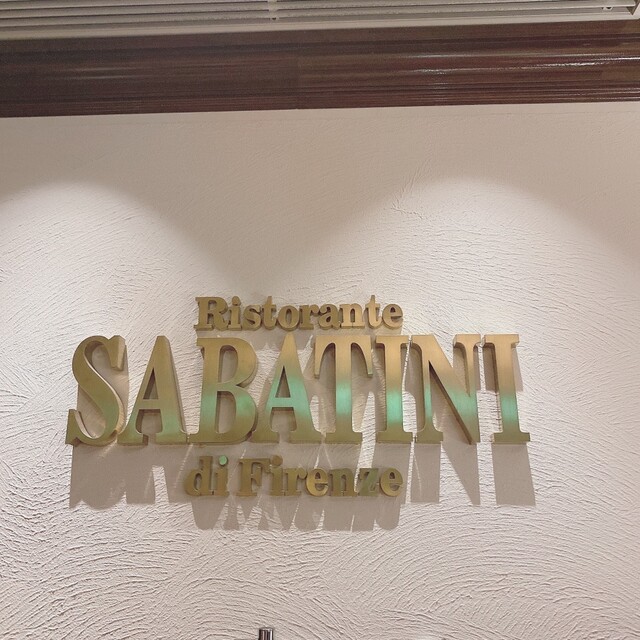 Ristorante
SABATINI
di Firenze